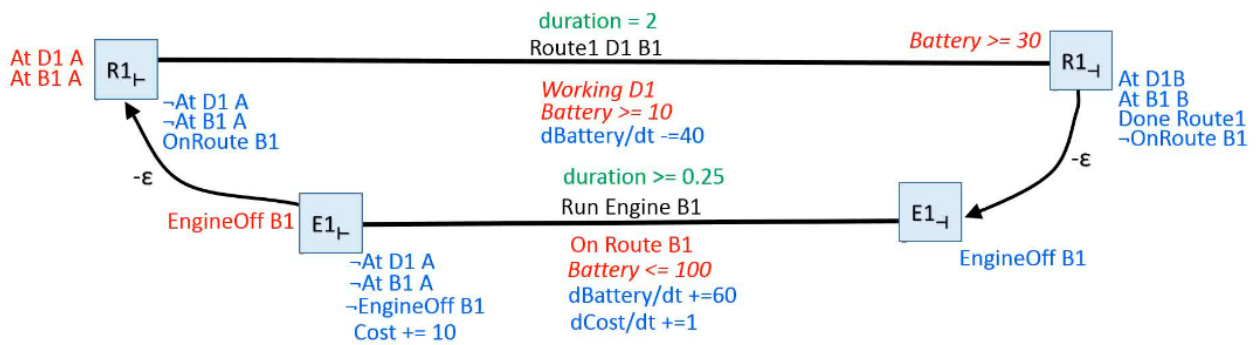 duration = 2
Route1 D1 B1
Battery >= 30
At D1 A
At B1 A
R1⊢
R1⊣
¬At D1 A
¬At B1 A
OnRoute B1
Working D1
Battery >= 10
dBattery/dt -=40
At D1B
At B1 B
Done Route1
¬OnRoute B1
-ε
-ε
duration >= 0.25
Run Engine B1
EngineOff B1
E1⊢
E1⊣
On Route B1
Battery <= 100
dBattery/dt +=60
dCost/dt +=1
¬At D1 A
¬At B1 A
¬EngineOff B1
Cost += 10
EngineOff B1